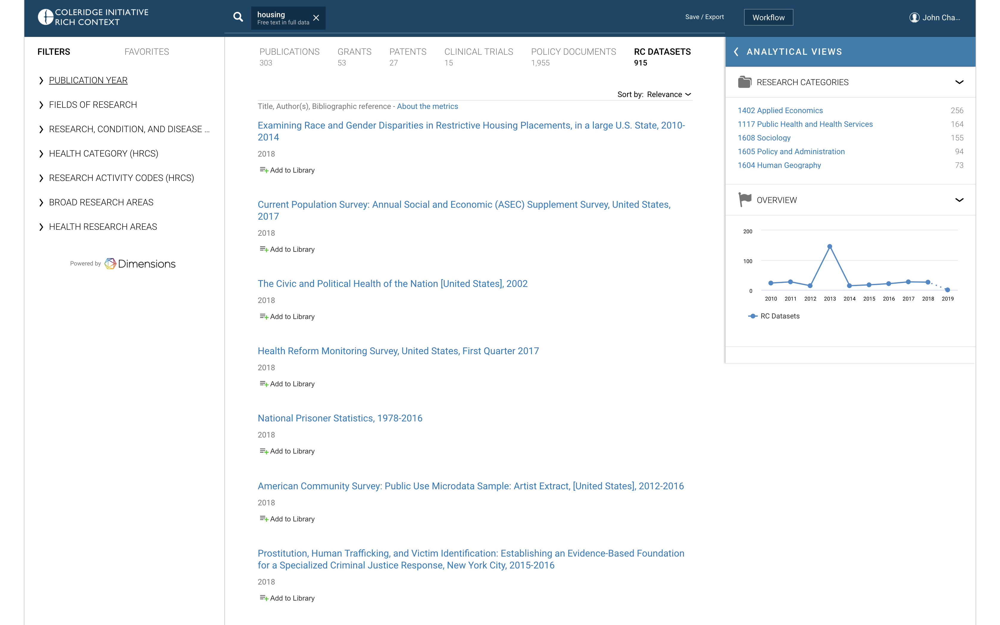 COLERIDGE INITIATIVE
RICH CONTEXT
housing
Free text in full data
Save / Export
Workflow
John Cha...
FILTERS
FAVORITES
PUBLICATION YEAR
FIELDS OF RESEARCH
RESEARCH, CONDITION, AND DISEASE ...
HEALTH CATEGORY (HRCS)
RESEARCH ACTIVITY CODES (HRCS)
BROAD RESEARCH AREAS
HEALTH RESEARCH AREAS
Powered by Dimensions
PUBLICATIONS
303
GRANTS
53
PATENTS
27
CLINICAL TRIALS
15
POLICY DOCUMENTS
1,955
RC DATASETS
915
Sort by: Relevance
Title, Author(s), Bibliographic reference - About the metrics
Examining Race and Gender Disparities in Restrictive Housing Placements, in a large U.S. State, 2010-
2014
2018
Add to Library
Current Population Survey: Annual Social and Economic (ASEC) Supplement Survey, United States,
2017
2018
Add to Library
The Civic and Political Health of the Nation [United States], 2002
2018
Add to Library
Health Reform Monitoring Survey, United States, First Quarter 2017
2018
Add to Library
National Prisoner Statistics, 1978-2016
2018
Add to Library
American Community Survey: Public Use Microdata Sample: Artist Extract, [United States], 2012-2016
2018
Add to Library
Prostitution, Human Trafficking, and Victim Identification: Establishing an Evidence-Based Foundation
for a Specialized Criminal Justice Response, New York City, 2015-2016
2018
Add to Library
ANALYTICAL VIEWS
RESEARCH CATEGORIES
1402 Applied Economics 256
1117 Public Health and Health Services 164
1608 Sociology 155
1605 Policy and Administration 94
1604 Human Geography 73
OVERVIEW
200
100
0
2010 2011 2012 2013 2014 2015 2016 2017 2018 2019
RC Datasets